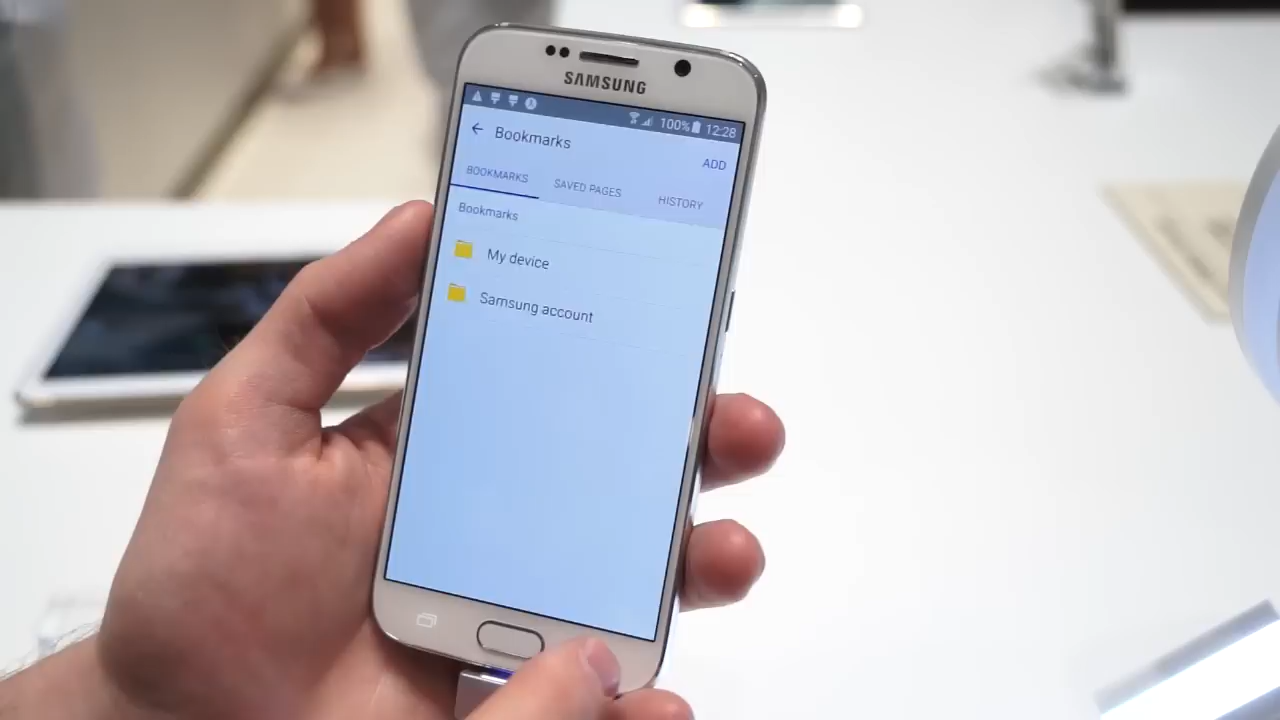 SAMSUNG
100% 12:28
Bookmarks
ADD
BOOKMARKS SAVED PAGES HISTORY
Bookmarks
My device
Samsung account